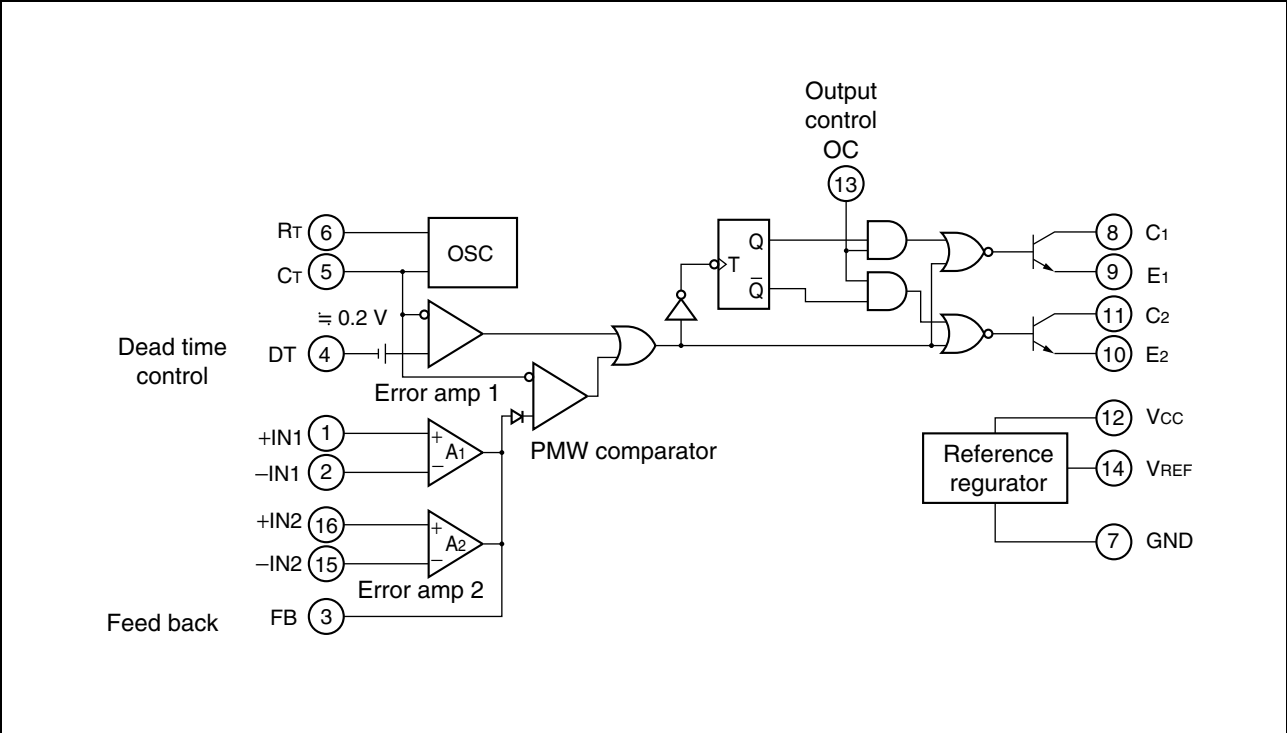 Output
control
OC
13
RT 6
OSC
CT 5
Q
T
Q̅
8 C1
9 E1
11 C2
10 E2
≒ 0.2 V
Dead time
control
DT 4
Error amp 1
+IN1 1
−IN1 2
+
−
A1
PMW comparator
12 VCC
Reference
regurator
14 VREF
7 GND
+IN2 16
−IN2 15
+
−
A2
Error amp 2
Feed back
FB 3